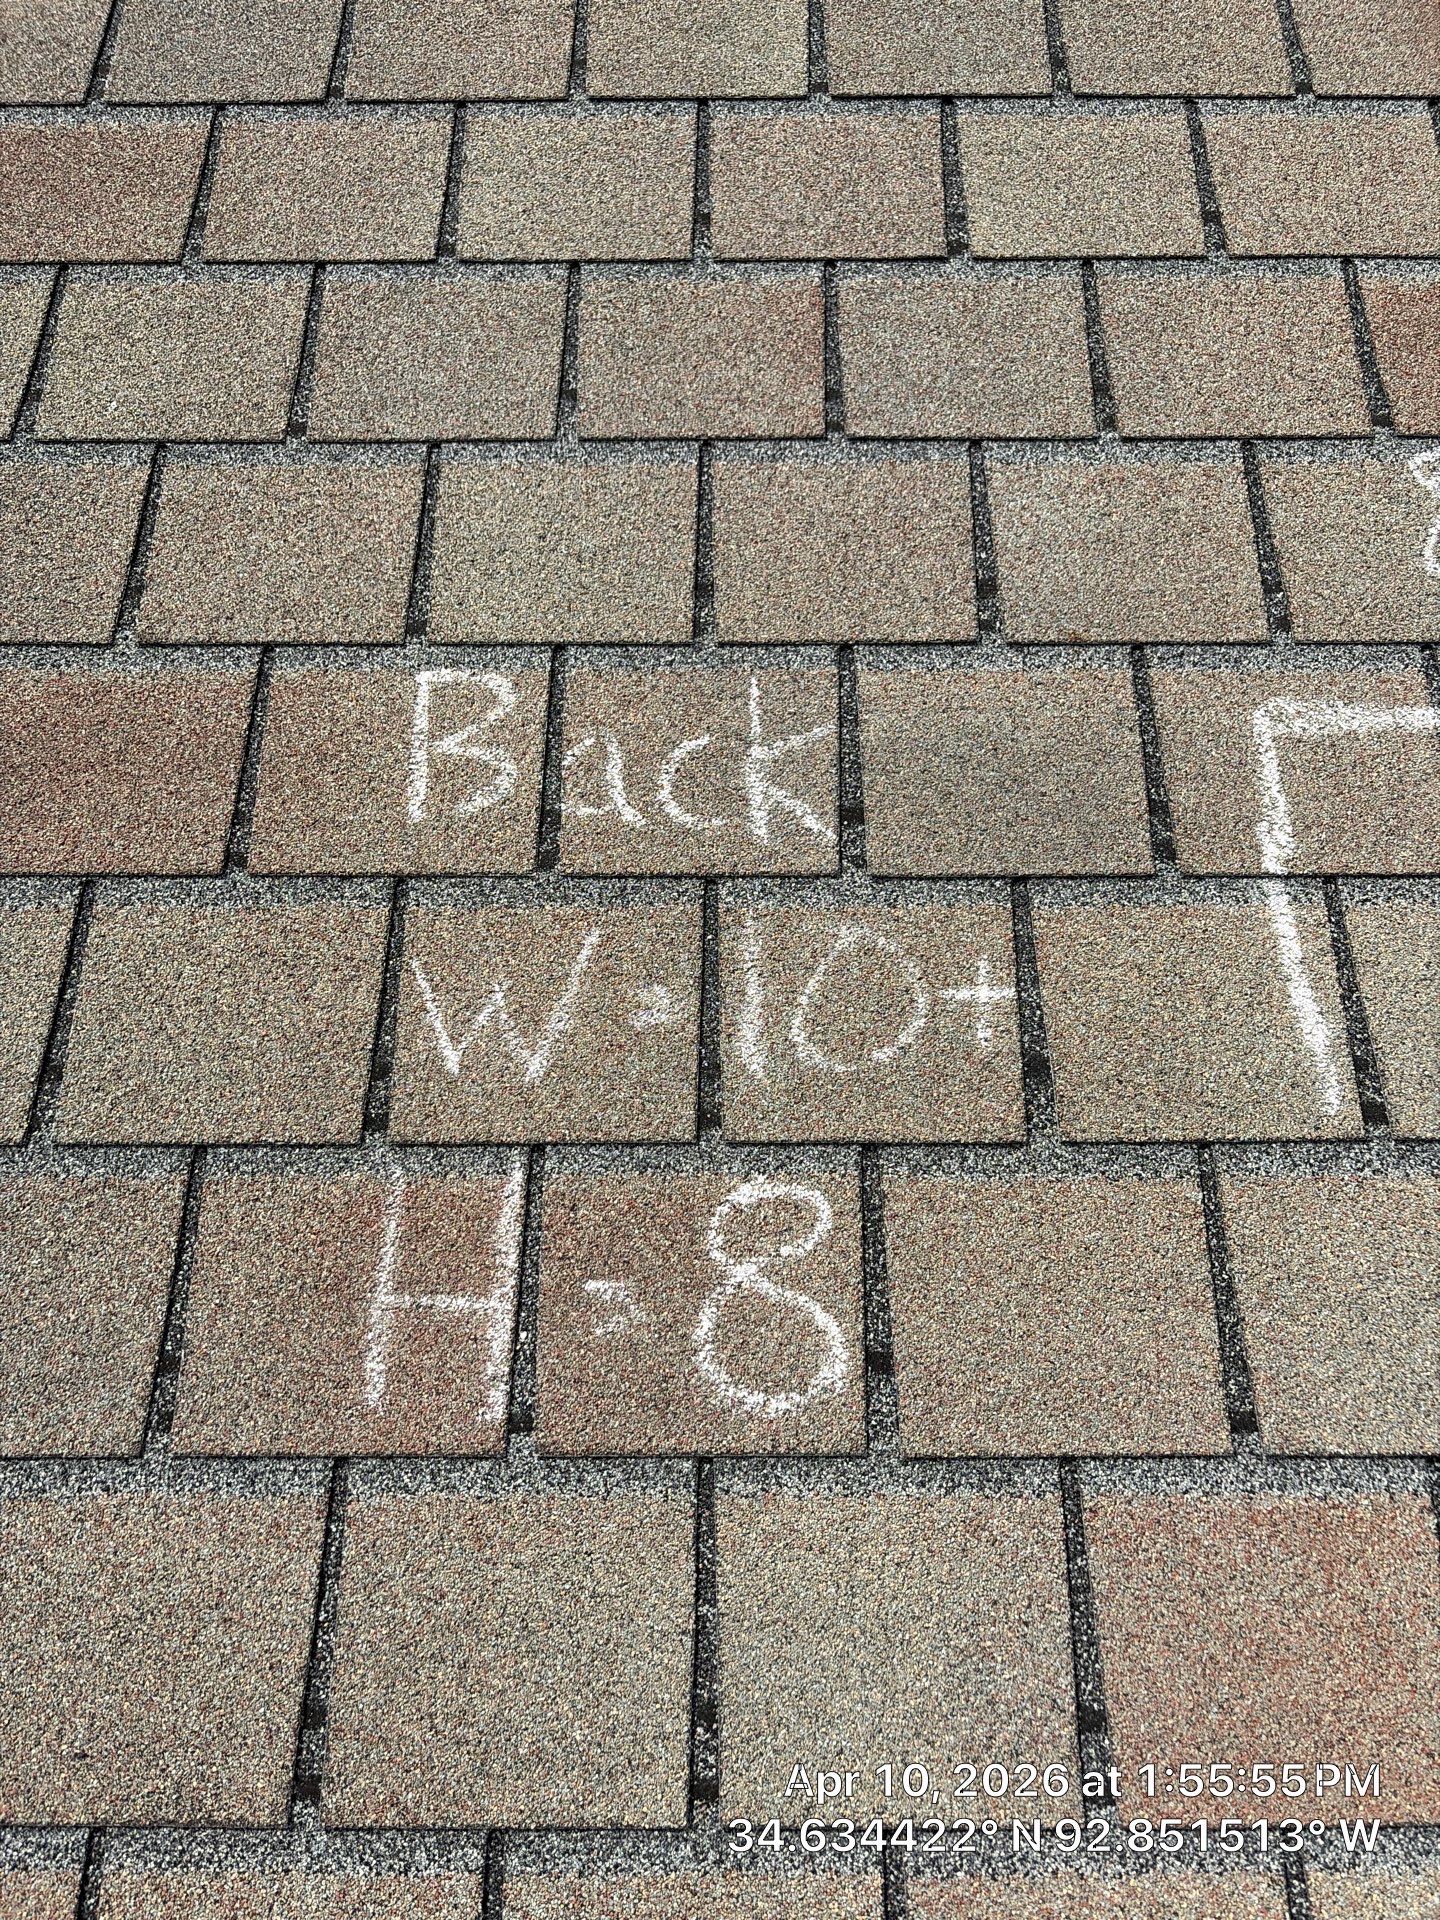 Back
W=10+
H=8
Apr 10, 2026 at 1:55:55 PM
34.634422° N 92.851513° W